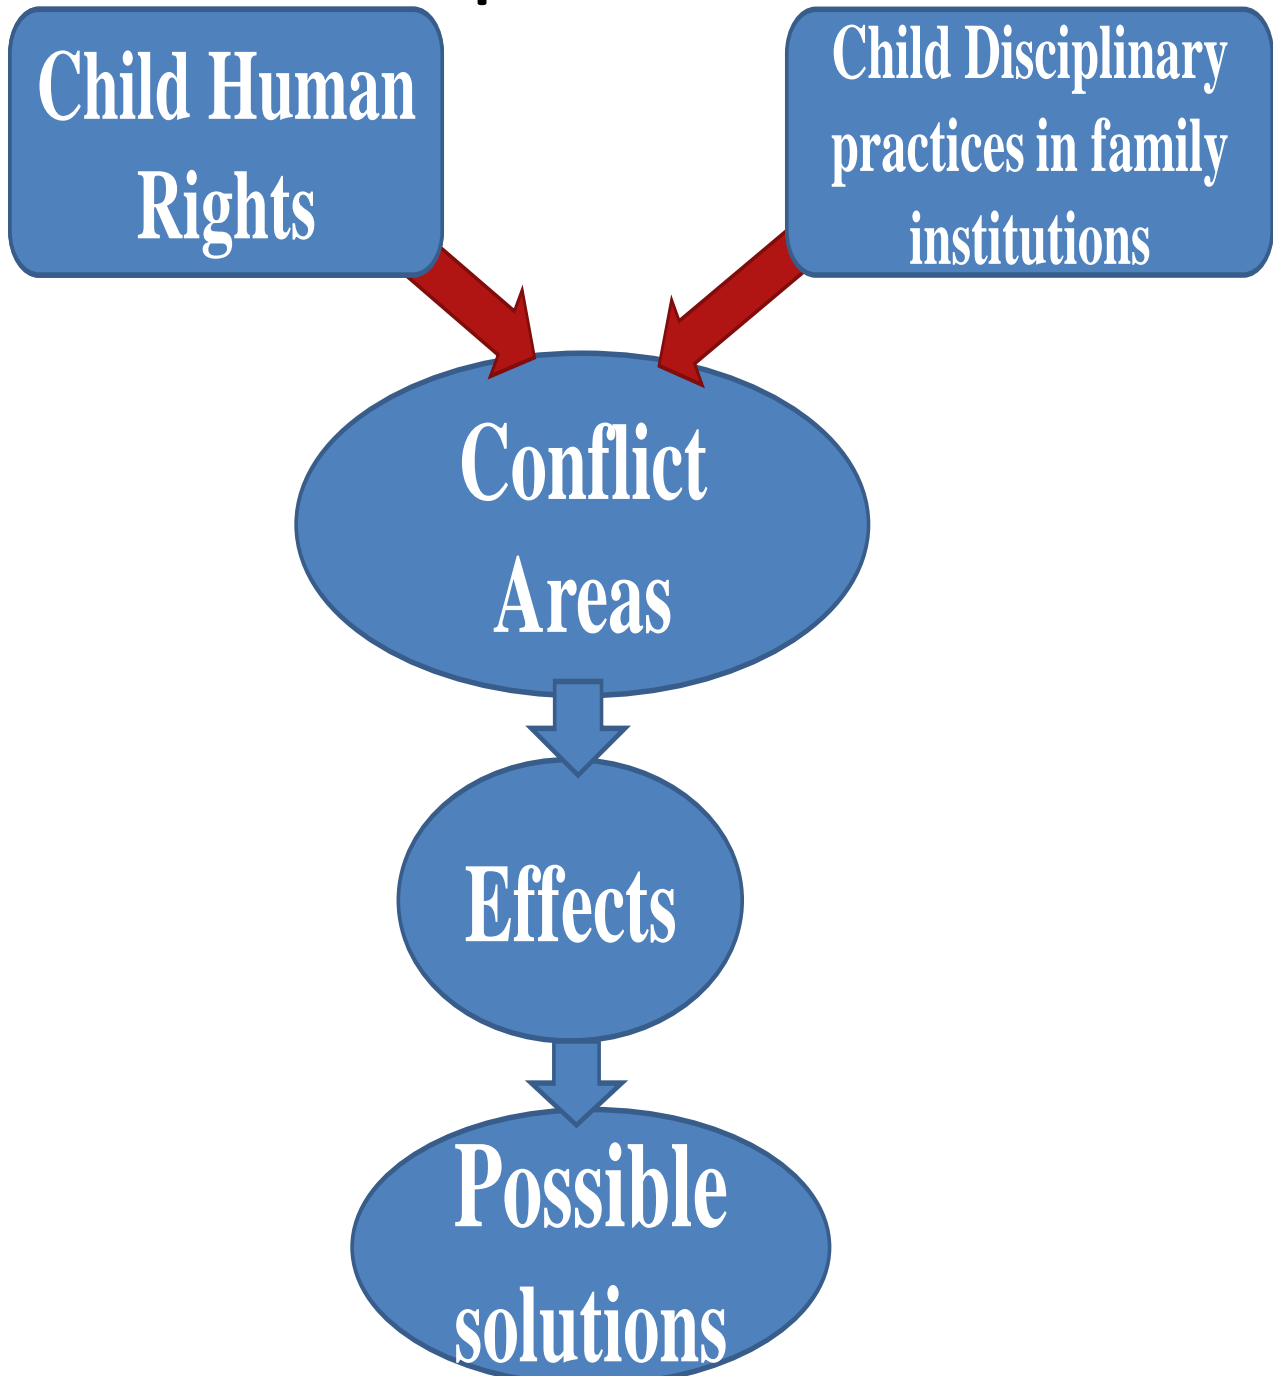 Child Human
Rights
Child Disciplinary
practices in family
institutions
Conflict
Areas
Effects
Possible
solutions